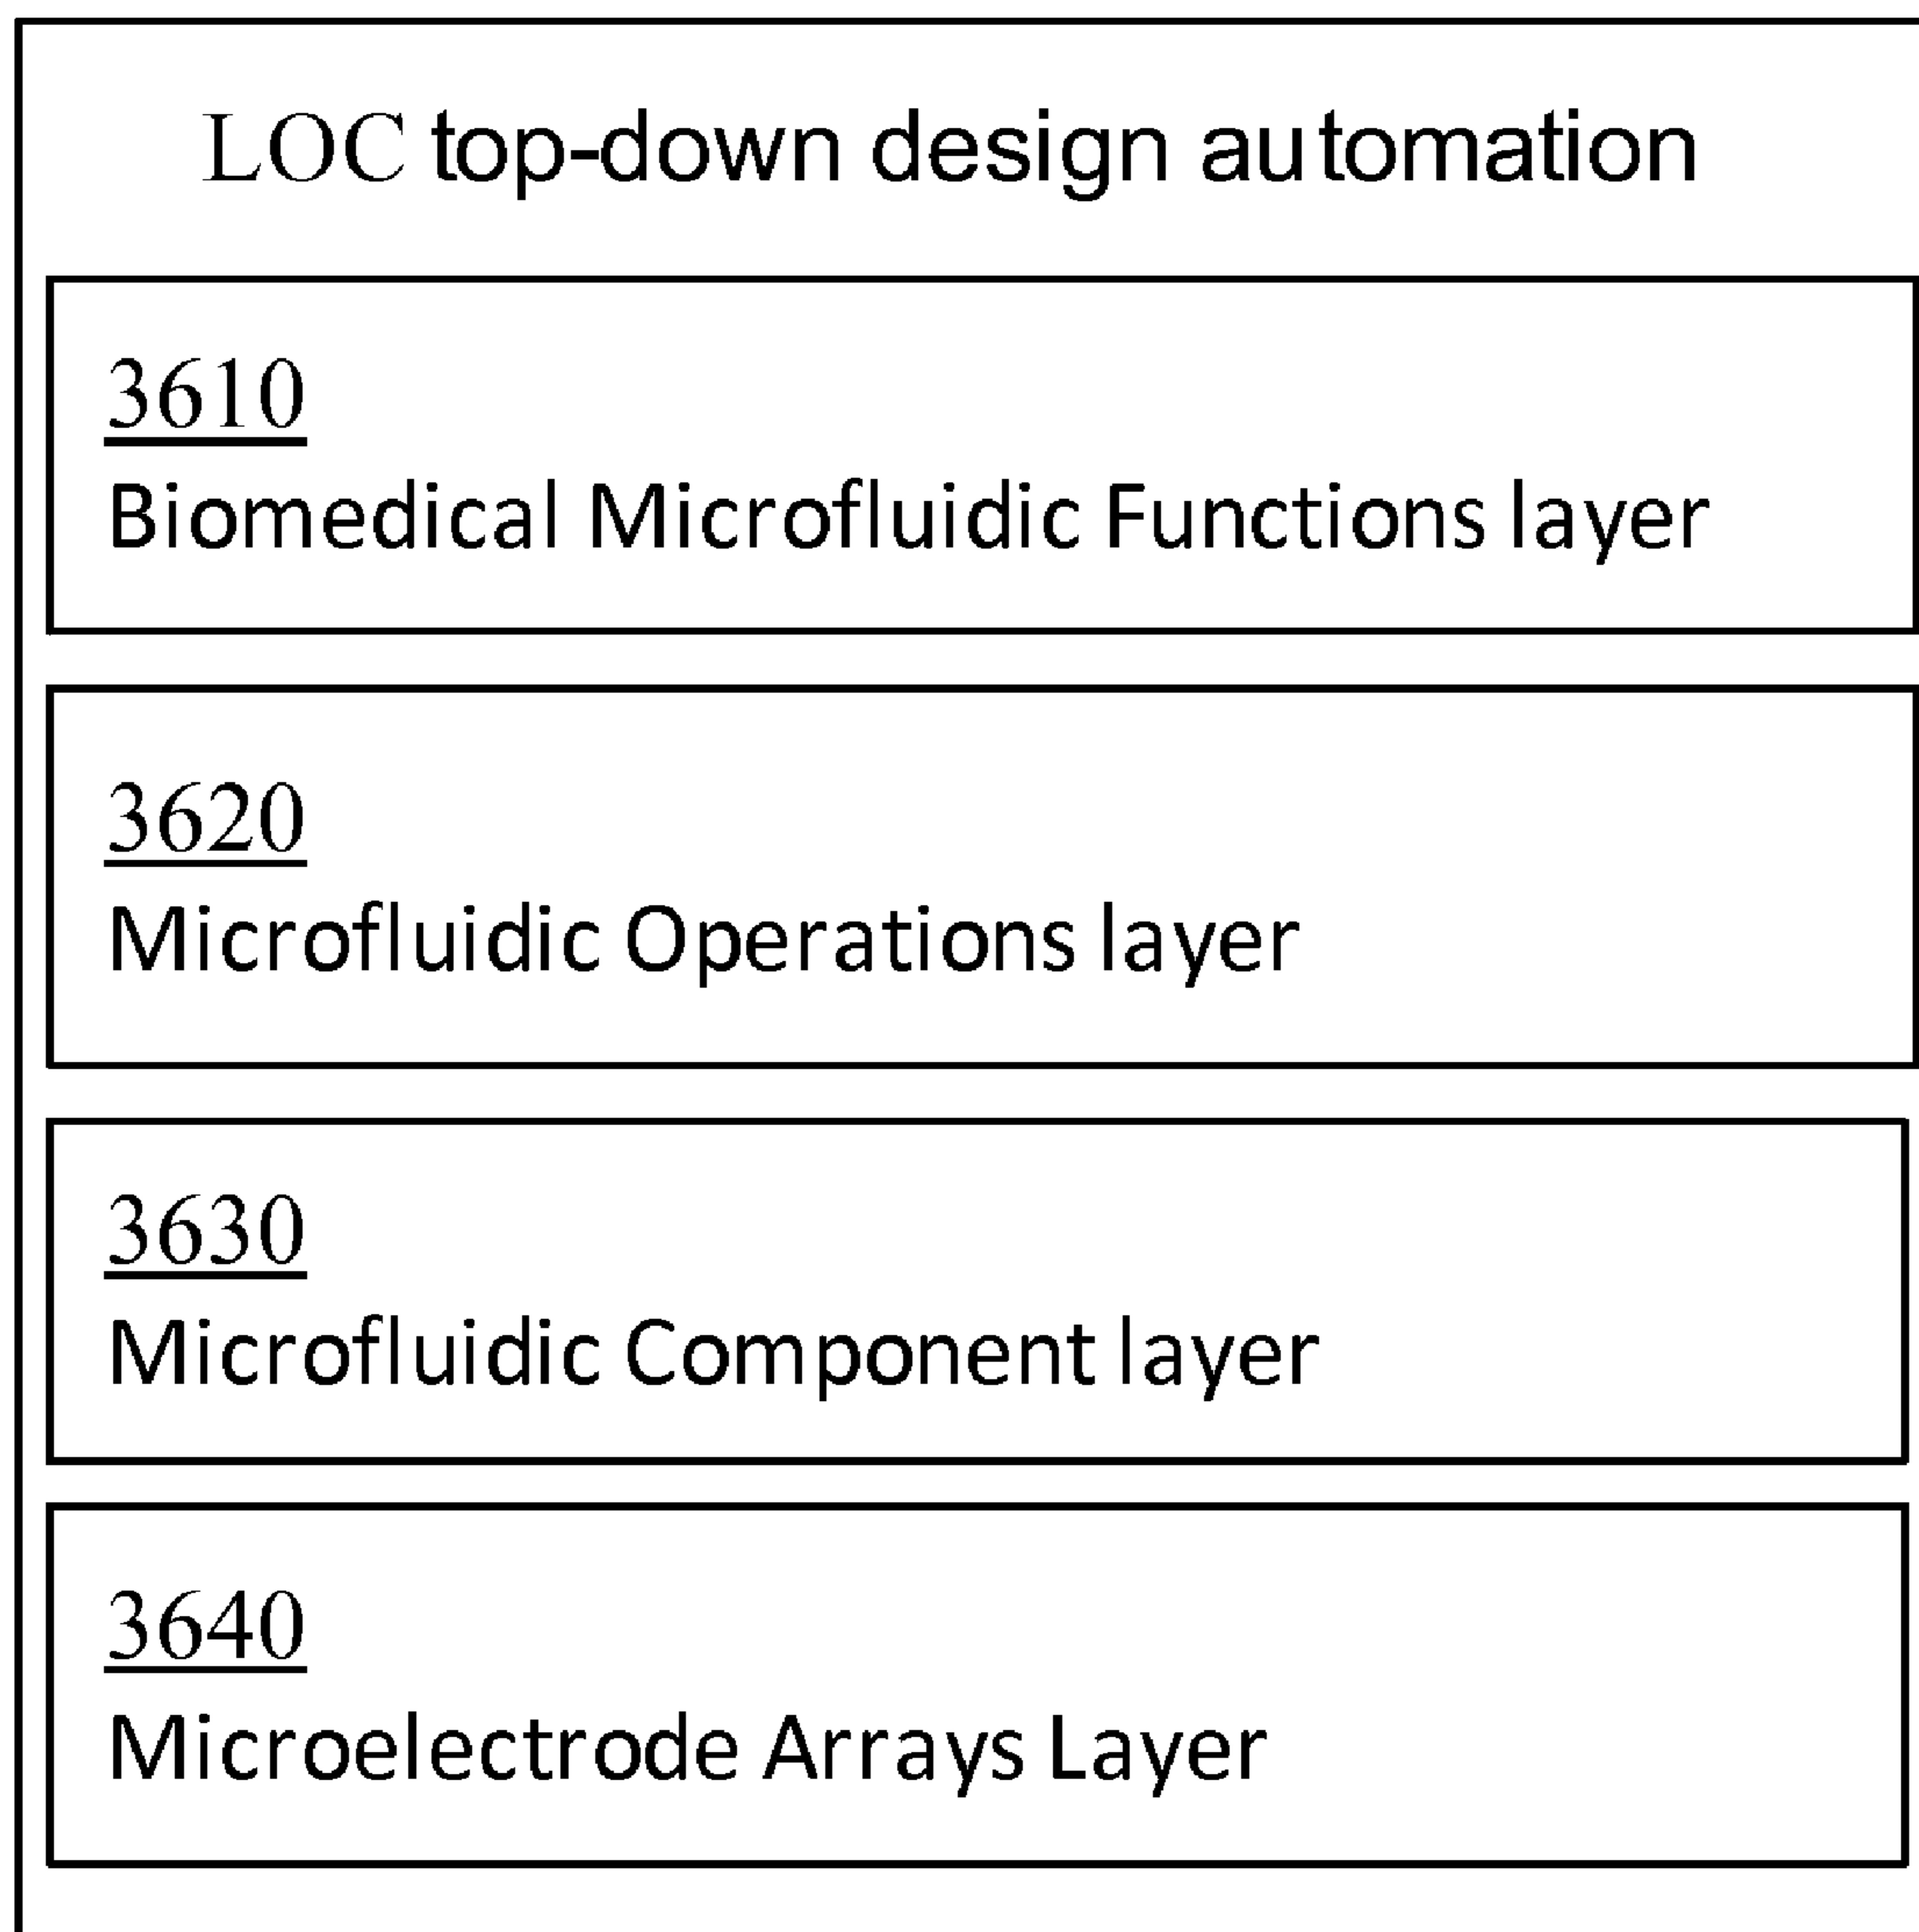 LOC top-down design automation
3610
Biomedical Microfluidic Functions layer
3620
Microfluidic Operations layer
3630
Microfluidic Component layer
3640
Microelectrode Arrays Layer